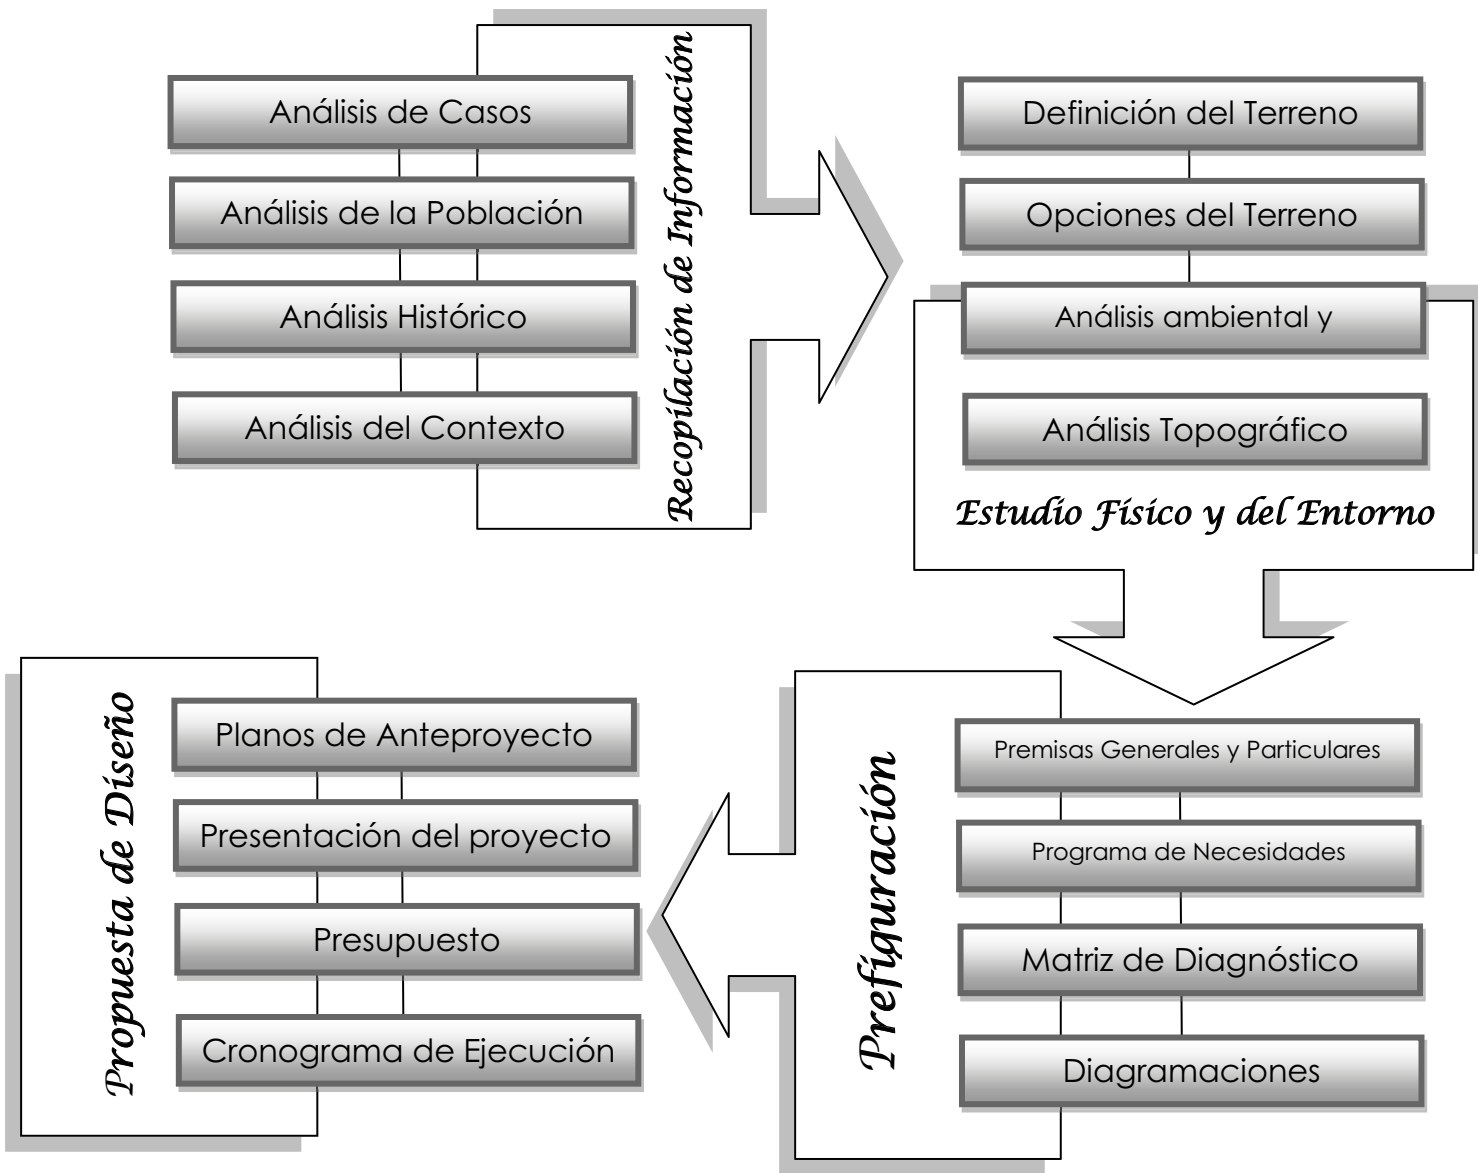 Análisis de Casos
Análisis de la Población
Análisis Histórico
Análisis del Contexto
Recopilación de Información
Definición del Terreno
Opciones del Terreno
Análisis ambiental y
Análisis Topográfico
Estudio Físico y del Entorno
Premisas Generales y Particulares
Programa de Necesidades
Matriz de Diagnóstico
Diagramaciones
Prefiguración
Planos de Anteproyecto
Presentación del proyecto
Presupuesto
Cronograma de Ejecución
Propuesta de Diseño